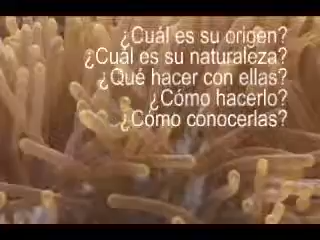 ¿Cuál es su origen?
¿Cuál es su naturaleza?
¿Qué hacer con ellas?
¿Cómo hacerlo?
¿Cómo conocerlas?